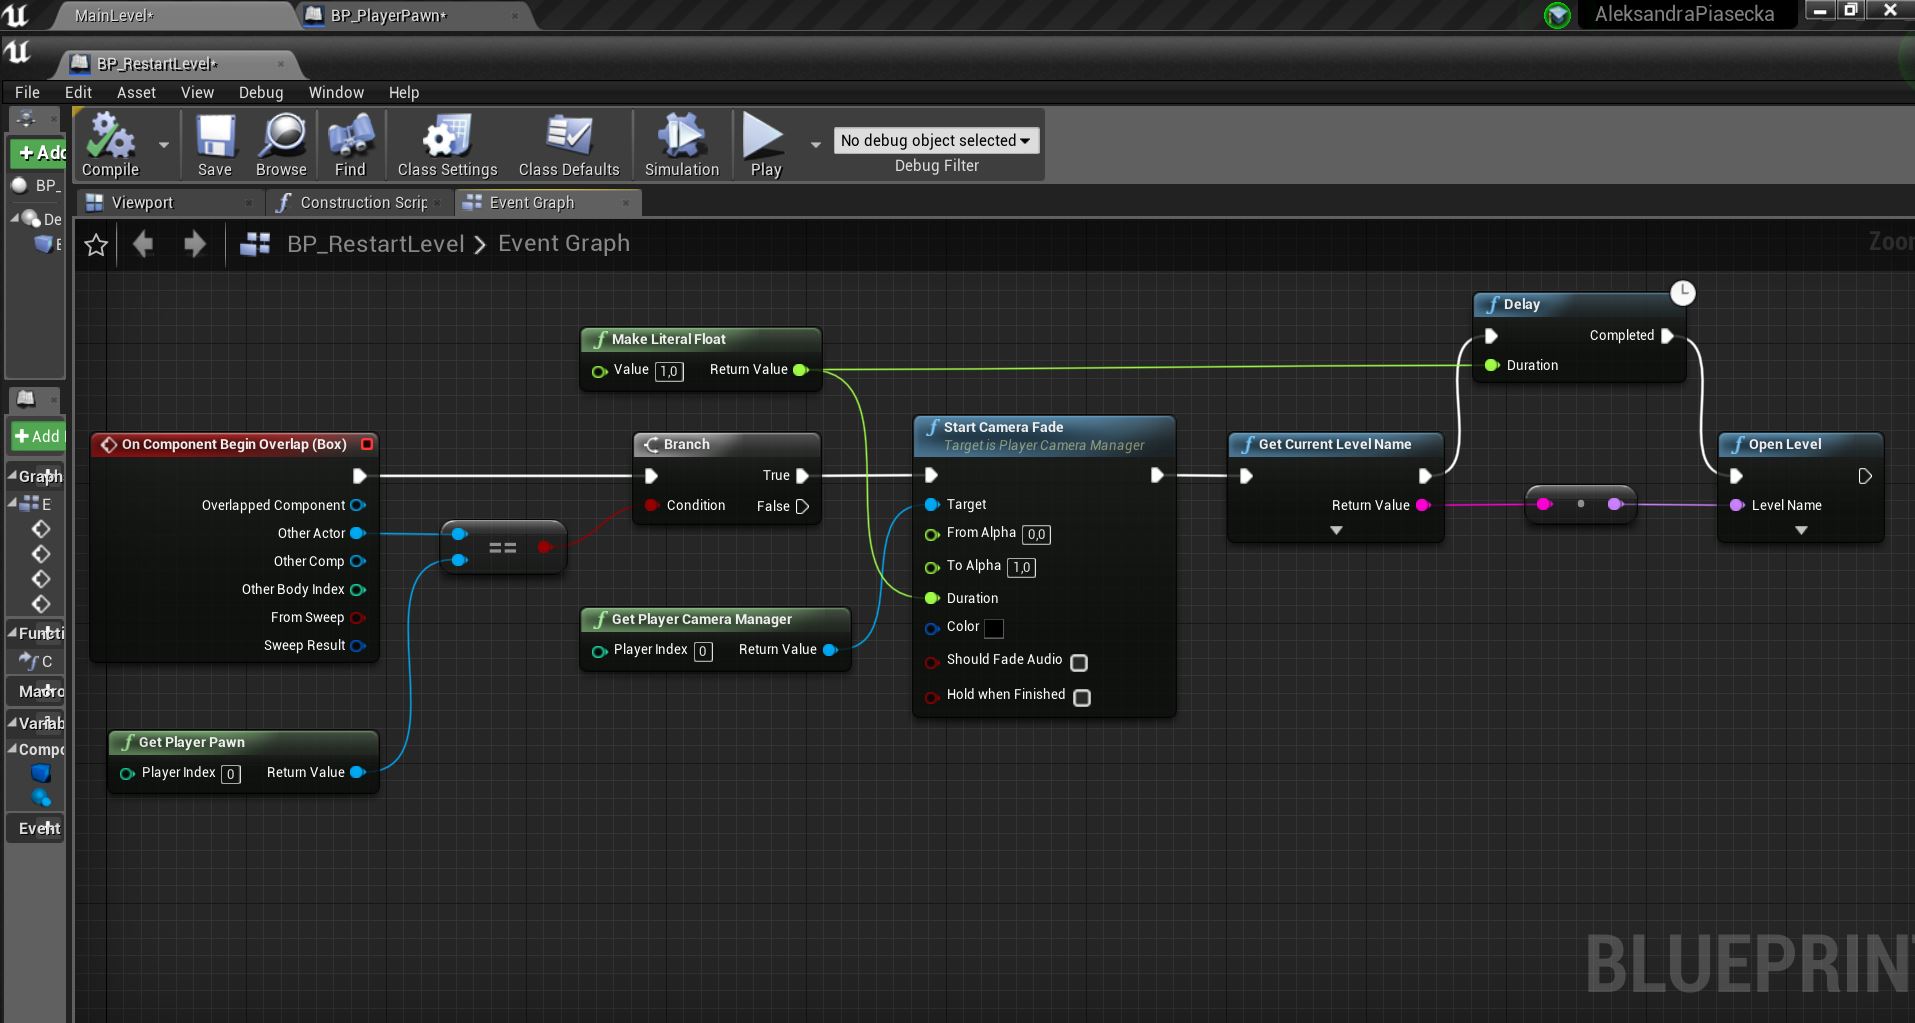 MainLevel*
BP_PlayerPawn*
AleksandraPiasecka
BP_RestartLevel*
File Edit Asset View Debug Window Help
+ Add
Compile
Save
Browse
Find
Class Settings
Class Defaults
Simulation
Play
No debug object selected
Debug Filter
BP_
De
Viewport
Construction Scrip
Event Graph
BP_RestartLevel > Event Graph
Zoo
+ Add
Graph
E
Functi
C
Macro
Variab
Compo
Event
Delay
Completed
Duration
Make Literal Float
Value 1,0 Return Value
On Component Begin Overlap (Box)
Overlapped Component
Other Actor
Other Comp
Other Body Index
From Sweep
Sweep Result
Branch
True
Condition False
==
Start Camera Fade
Target is Player Camera Manager
Target
From Alpha 0,0
To Alpha 1,0
Duration
Color
Should Fade Audio
Hold when Finished
Get Current Level Name
Return Value
Open Level
Level Name
Get Player Camera Manager
Player Index 0 Return Value
Get Player Pawn
Player Index 0 Return Value
BLUEPRIN